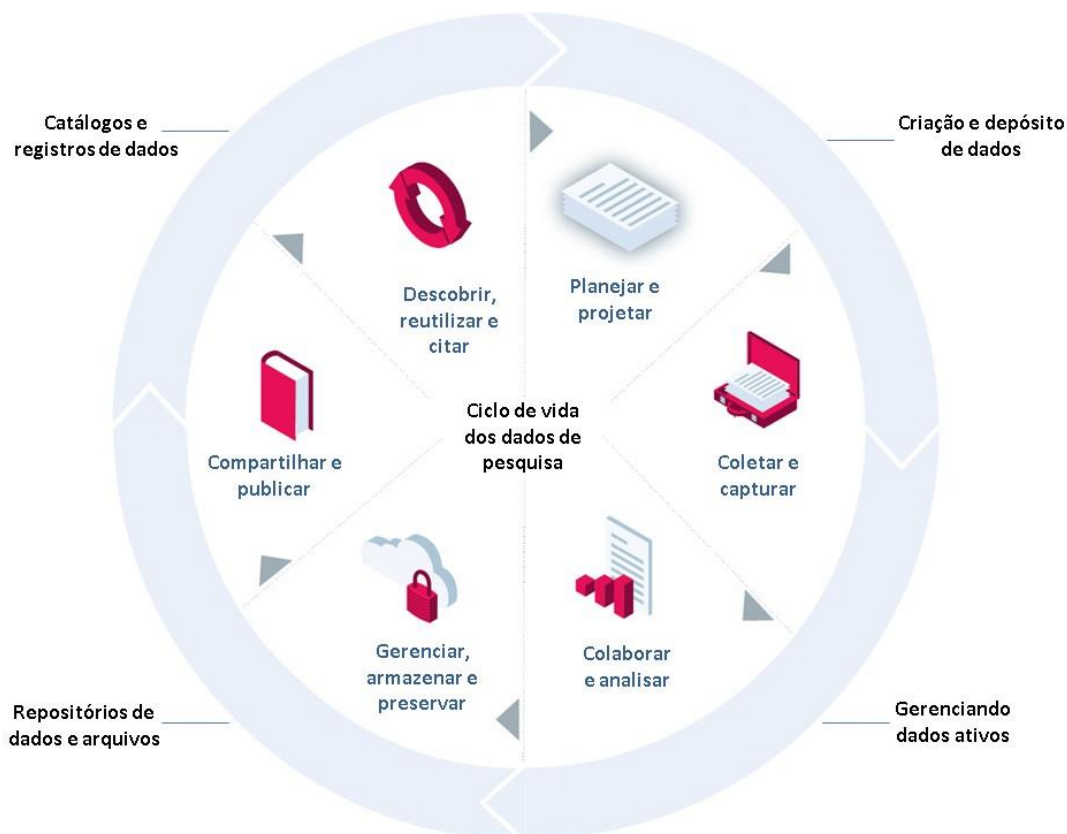 Catálogos e
registros de dados
Criação e depósito
de dados
Descobrir,
reutilizar e
citar
Planejar e
projetar
Ciclo de vida
dos dados de
pesquisa
Compartilhar e
publicar
Coletar e
capturar
Gerenciar,
armazenar e
preservar
Colaborar
e analisar
Repositórios de
dados e arquivos
Gerenciando
dados ativos